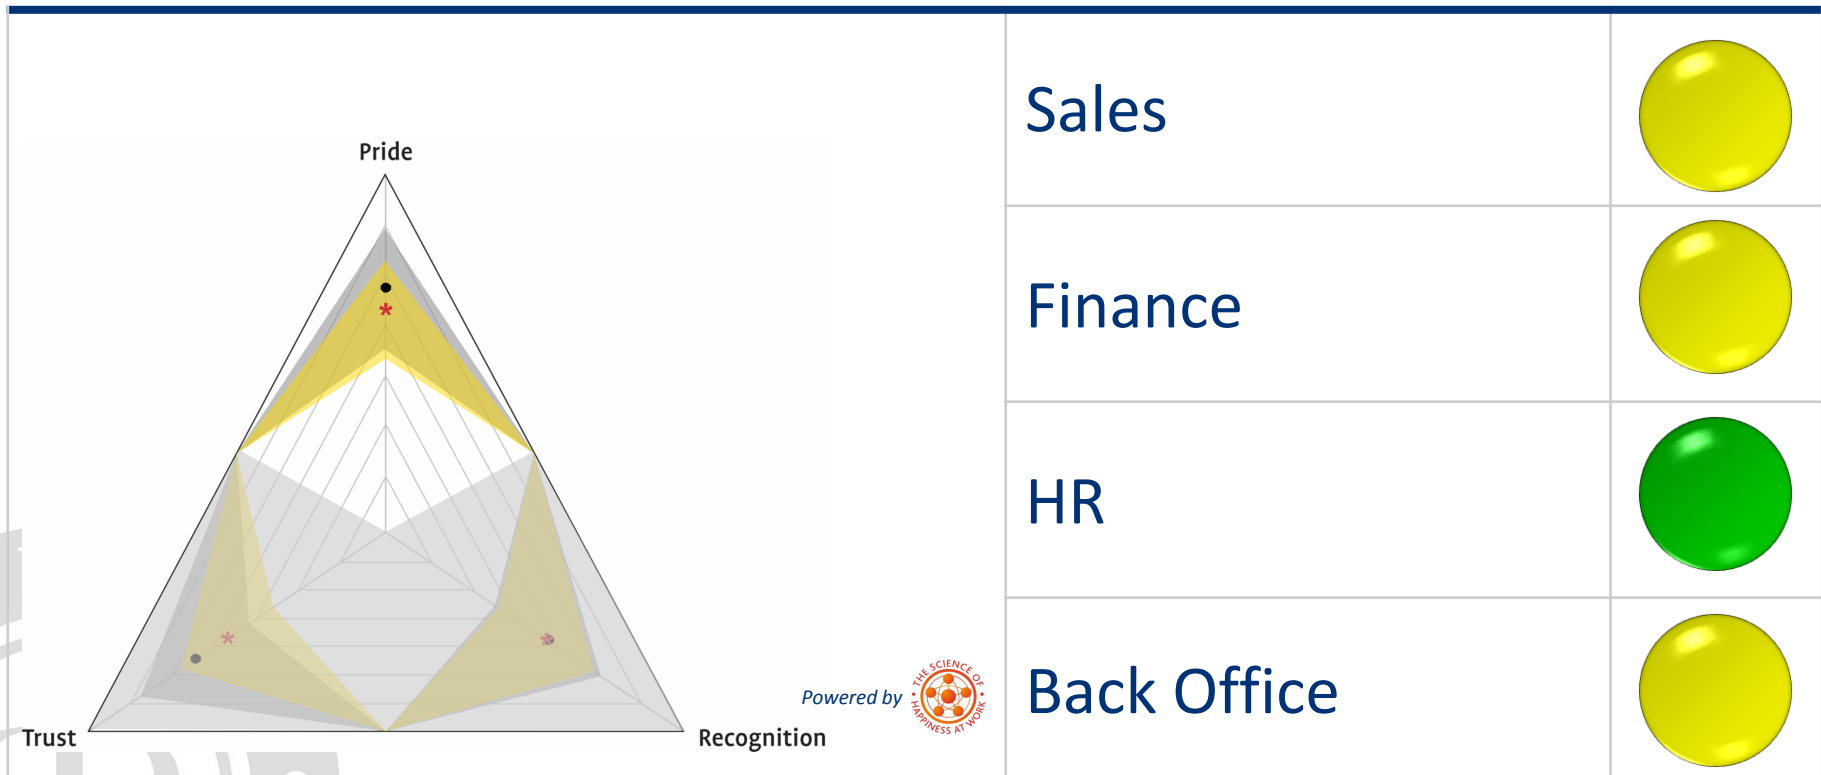 Pride
Trust
Recognition
Powered by
THE SCIENCE OF
HAPPINESS AT WORK
Sales
Finance
HR
Back Office